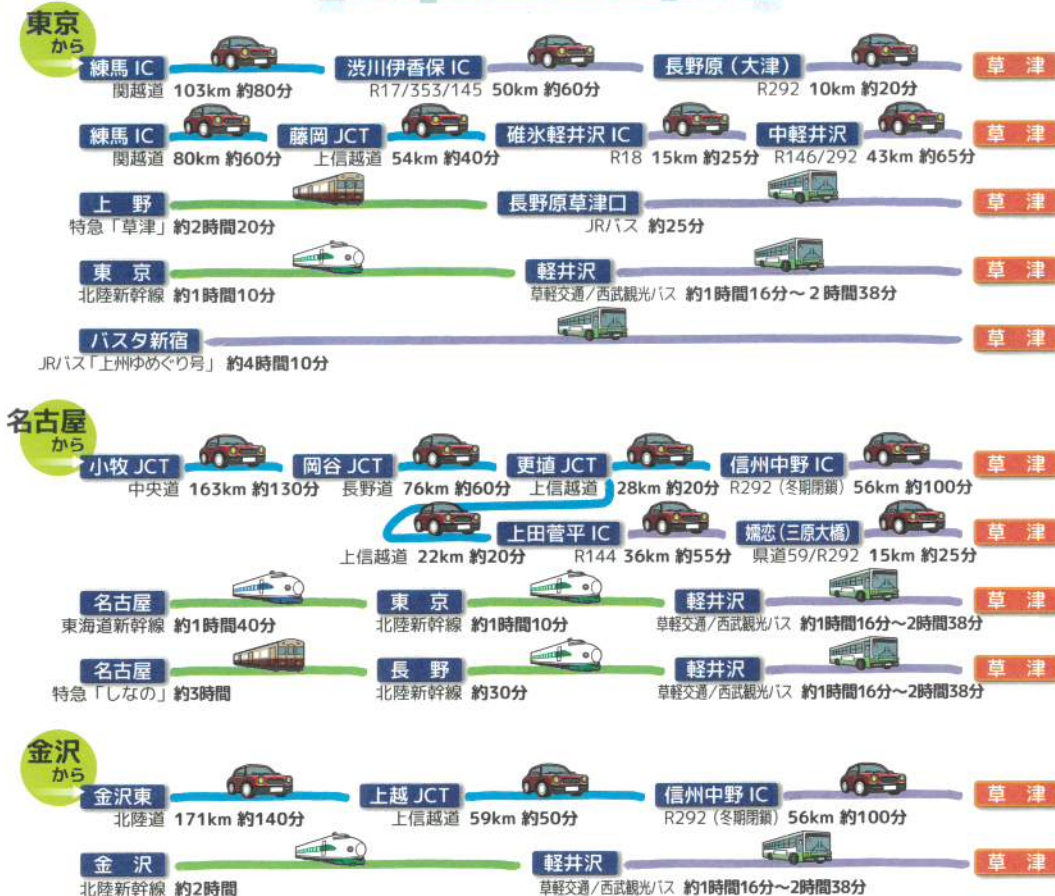 東京
から
練馬 IC 渋川伊香保 IC 長野原（大津） 草 津
関越道 103km 約80分 R17/353/145 50km 約60分 R292 10km 約20分
練馬 IC 藤岡 JCT 碓氷軽井沢 IC 中軽井沢 草 津
関越道 80km 約60分 上信越道 54km 約40分 R18 15km 約25分 R146/292 43km 約65分
上 野 長野原草津口 草 津
特急「草津」約2時間20分 JRバス 約25分
東 京 軽井沢 草 津
北陸新幹線 約1時間10分 草軽交通/西武観光バス 約1時間16分～2時間38分
バスタ新宿 草 津
JRバス「上州ゆめぐり号」 約4時間10分
名古屋
から
小牧 JCT 岡谷 JCT 更埴 JCT 信州中野 IC 草 津
中央道 163km 約130分 長野道 76km 約60分 上信越道 28km 約20分 R292（冬期閉鎖）56km 約100分
上田菅平 IC 嬬恋（三原大橋） 草 津
上信越道 22km 約20分 R144 36km 約55分 県道59/R292 15km 約25分
名古屋 東 京 軽井沢 草 津
東海道新幹線 約1時間40分 北陸新幹線 約1時間10分 草軽交通/西武観光バス 約1時間16分～2時間38分
名古屋 長 野 軽井沢 草 津
特急「しなの」約3時間 北陸新幹線 約30分 草軽交通/西武観光バス 約1時間16分～2時間38分
金沢
から
金沢東 上越 JCT 信州中野 IC 草 津
北陸道 171km 約140分 上信越道 59km 約50分 R292（冬期閉鎖）56km 約100分
金 沢 軽井沢 草 津
北陸新幹線 約2時間 草軽交通/西武観光バス 約1時間16分～2時間38分